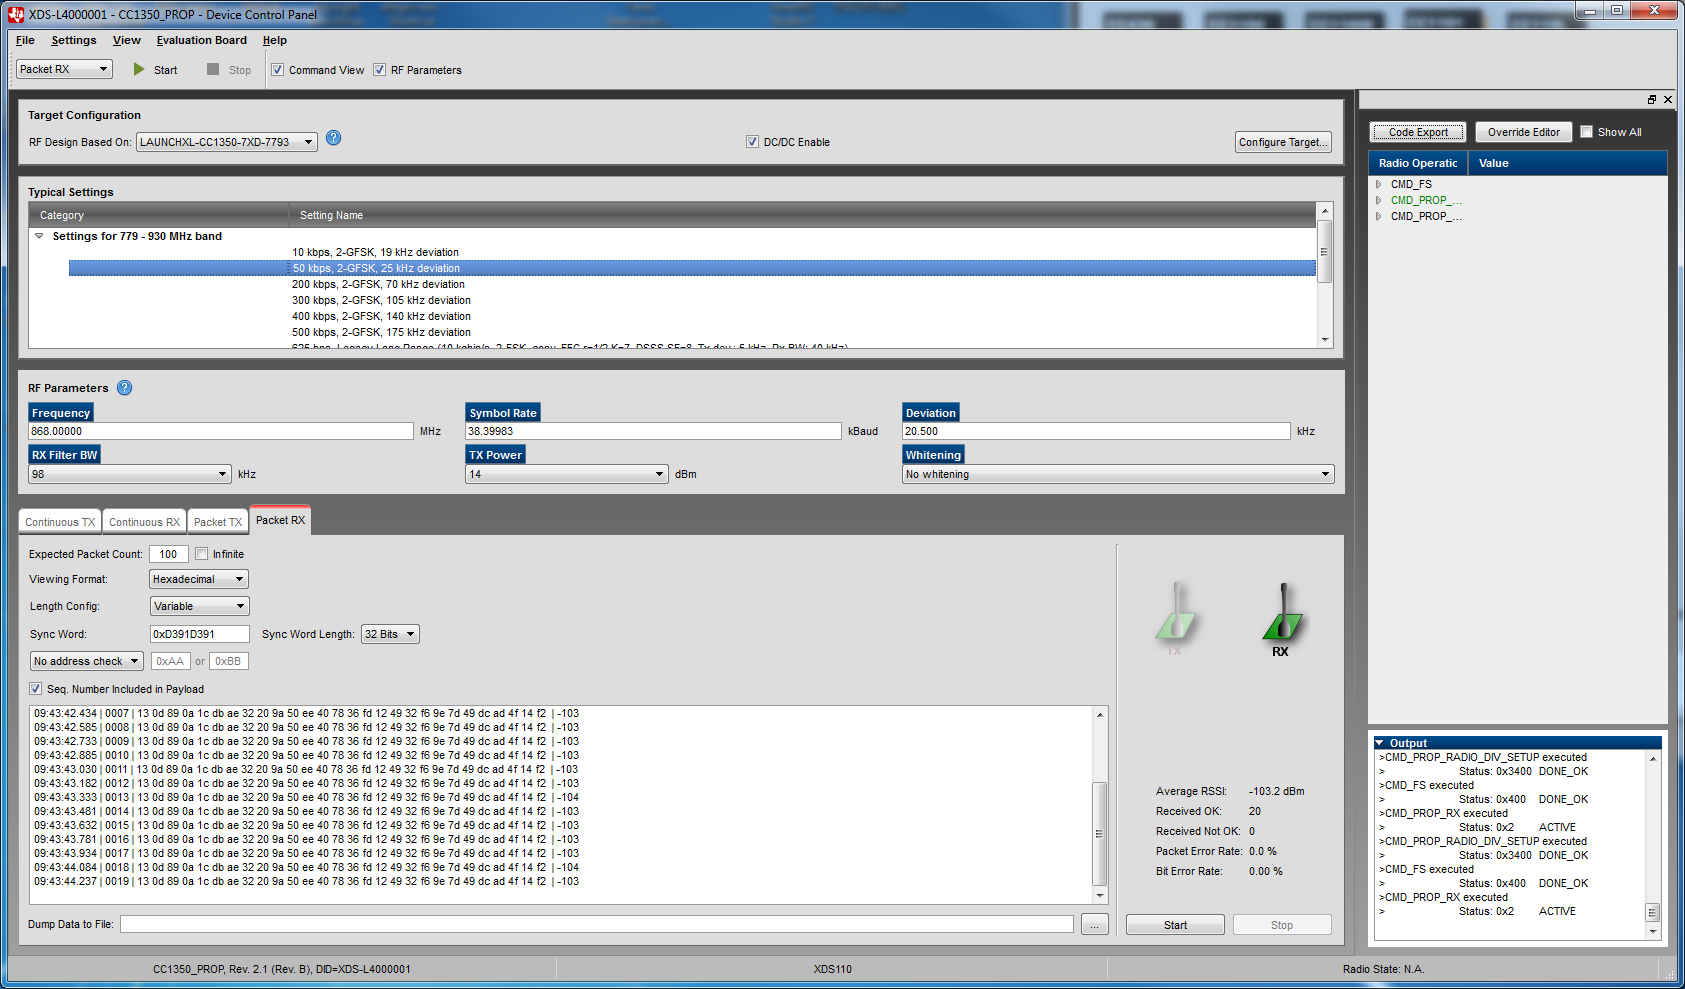 XDS-L4000001 - CC1350_PROP - Device Control Panel
File Settings View Evaluation Board Help
Packet RX Start Stop Command View RF Parameters
Target Configuration
RF Design Based On: LAUNCHXL-CC1350-7XD-7793 DC/DC Enable Configure Target...
Typical Settings
Category Setting Name
Settings for 779 - 930 MHz band
10 kbps, 2-GFSK, 19 kHz deviation
50 kbps, 2-GFSK, 25 kHz deviation
200 kbps, 2-GFSK, 70 kHz deviation
300 kbps, 2-GFSK, 105 kHz deviation
400 kbps, 2-GFSK, 140 kHz deviation
500 kbps, 2-GFSK, 175 kHz deviation
625 bps, Legacy Long Range (10 kchip/s, 2-FSK, conv. FEC r=1/2 K=7, DSSS SF=8, Tx dev.: 5 kHz, Rx BW: 40 kHz)
RF Parameters
Frequency Symbol Rate Deviation
868.00000 MHz 38.39983 kBaud 20.500 kHz
RX Filter BW TX Power Whitening
98 kHz 14 dBm No whitening
Continuous TX Continuous RX Packet TX Packet RX
Expected Packet Count: 100 Infinite
Viewing Format: Hexadecimal
Length Config: Variable
Sync Word: 0xD391D391 Sync Word Length: 32 Bits
No address check 0xAA or 0xBB
Seq. Number Included in Payload
09:43:42.434 | 0007 | 13 0d 89 0a 1c db ae 32 20 9a 50 ee 40 78 36 fd 12 49 32 f6 9e 7d 49 dc ad 4f 14 f2 | -103
09:43:42.585 | 0008 | 13 0d 89 0a 1c db ae 32 20 9a 50 ee 40 78 36 fd 12 49 32 f6 9e 7d 49 dc ad 4f 14 f2 | -103
09:43:42.733 | 0009 | 13 0d 89 0a 1c db ae 32 20 9a 50 ee 40 78 36 fd 12 49 32 f6 9e 7d 49 dc ad 4f 14 f2 | -103
09:43:42.885 | 0010 | 13 0d 89 0a 1c db ae 32 20 9a 50 ee 40 78 36 fd 12 49 32 f6 9e 7d 49 dc ad 4f 14 f2 | -103
09:43:43.030 | 0011 | 13 0d 89 0a 1c db ae 32 20 9a 50 ee 40 78 36 fd 12 49 32 f6 9e 7d 49 dc ad 4f 14 f2 | -103
09:43:43.182 | 0012 | 13 0d 89 0a 1c db ae 32 20 9a 50 ee 40 78 36 fd 12 49 32 f6 9e 7d 49 dc ad 4f 14 f2 | -103
09:43:43.333 | 0013 | 13 0d 89 0a 1c db ae 32 20 9a 50 ee 40 78 36 fd 12 49 32 f6 9e 7d 49 dc ad 4f 14 f2 | -104
09:43:43.481 | 0014 | 13 0d 89 0a 1c db ae 32 20 9a 50 ee 40 78 36 fd 12 49 32 f6 9e 7d 49 dc ad 4f 14 f2 | -103
09:43:43.632 | 0015 | 13 0d 89 0a 1c db ae 32 20 9a 50 ee 40 78 36 fd 12 49 32 f6 9e 7d 49 dc ad 4f 14 f2 | -103
09:43:43.781 | 0016 | 13 0d 89 0a 1c db ae 32 20 9a 50 ee 40 78 36 fd 12 49 32 f6 9e 7d 49 dc ad 4f 14 f2 | -103
09:43:43.934 | 0017 | 13 0d 89 0a 1c db ae 32 20 9a 50 ee 40 78 36 fd 12 49 32 f6 9e 7d 49 dc ad 4f 14 f2 | -103
09:43:44.084 | 0018 | 13 0d 89 0a 1c db ae 32 20 9a 50 ee 40 78 36 fd 12 49 32 f6 9e 7d 49 dc ad 4f 14 f2 | -104
09:43:44.237 | 0019 | 13 0d 89 0a 1c db ae 32 20 9a 50 ee 40 78 36 fd 12 49 32 f6 9e 7d 49 dc ad 4f 14 f2 | -103
Dump Data to File: ...
TX RX
Average RSSI: -103.2 dBm
Received OK: 20
Received Not OK: 0
Packet Error Rate: 0.0 %
Bit Error Rate: 0.00 %
Start Stop
Code Export Override Editor Show All
Radio Operatic Value
CMD_FS
CMD_PROP_...
CMD_PROP_...
Output
>CMD_PROP_RADIO_DIV_SETUP executed
> Status: 0x3400 DONE_OK
>CMD_FS executed
> Status: 0x400 DONE_OK
>CMD_PROP_RX executed
> Status: 0x2 ACTIVE
>CMD_PROP_RADIO_DIV_SETUP executed
> Status: 0x3400 DONE_OK
>CMD_FS executed
> Status: 0x400 DONE_OK
>CMD_PROP_RX executed
> Status: 0x2 ACTIVE
CC1350_PROP, Rev. 2.1 (Rev. B), DID=XDS-L4000001 XDS110 Radio State: N.A.